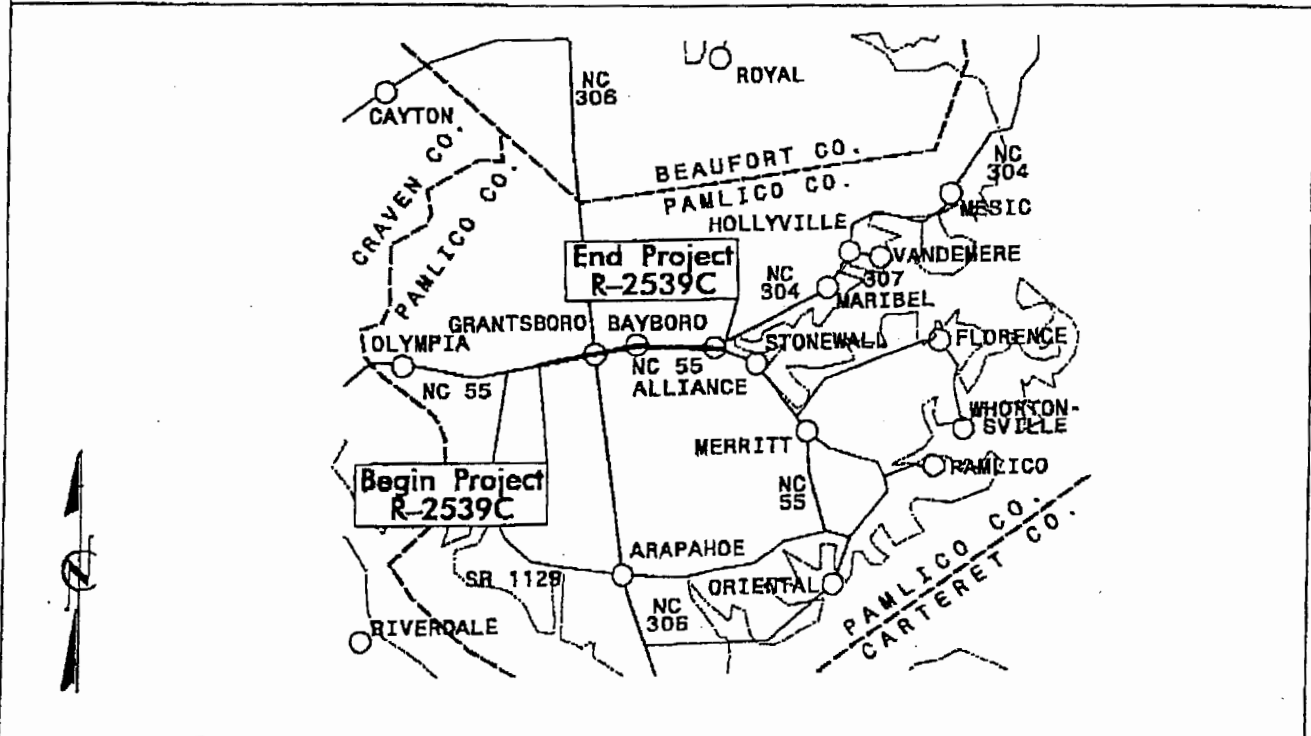 NC
306
ROYAL
CAYTON
CRAVEN CO.
PAMLICO CO.
BEAUFORT CO.
PAMLICO CO.
NC
304
MESIC
HOLLYVILLE
VANDEMERE
307
End Project
R-2539C
NC
304
MARIBEL
GRANTSBORO
BAYBORO
STONEWALL
FLORENCE
OLYMPIA
NC 55
NC 55
ALLIANCE
WHORTON-
SVILLE
MERRITT
PAMLICO
Begin Project
R-2539C
NC
55
PAMLICO CO.
CARTERET CO.
ARAPAHOE
SR 1129
ORIENTAL
NC
306
RIVERDALE